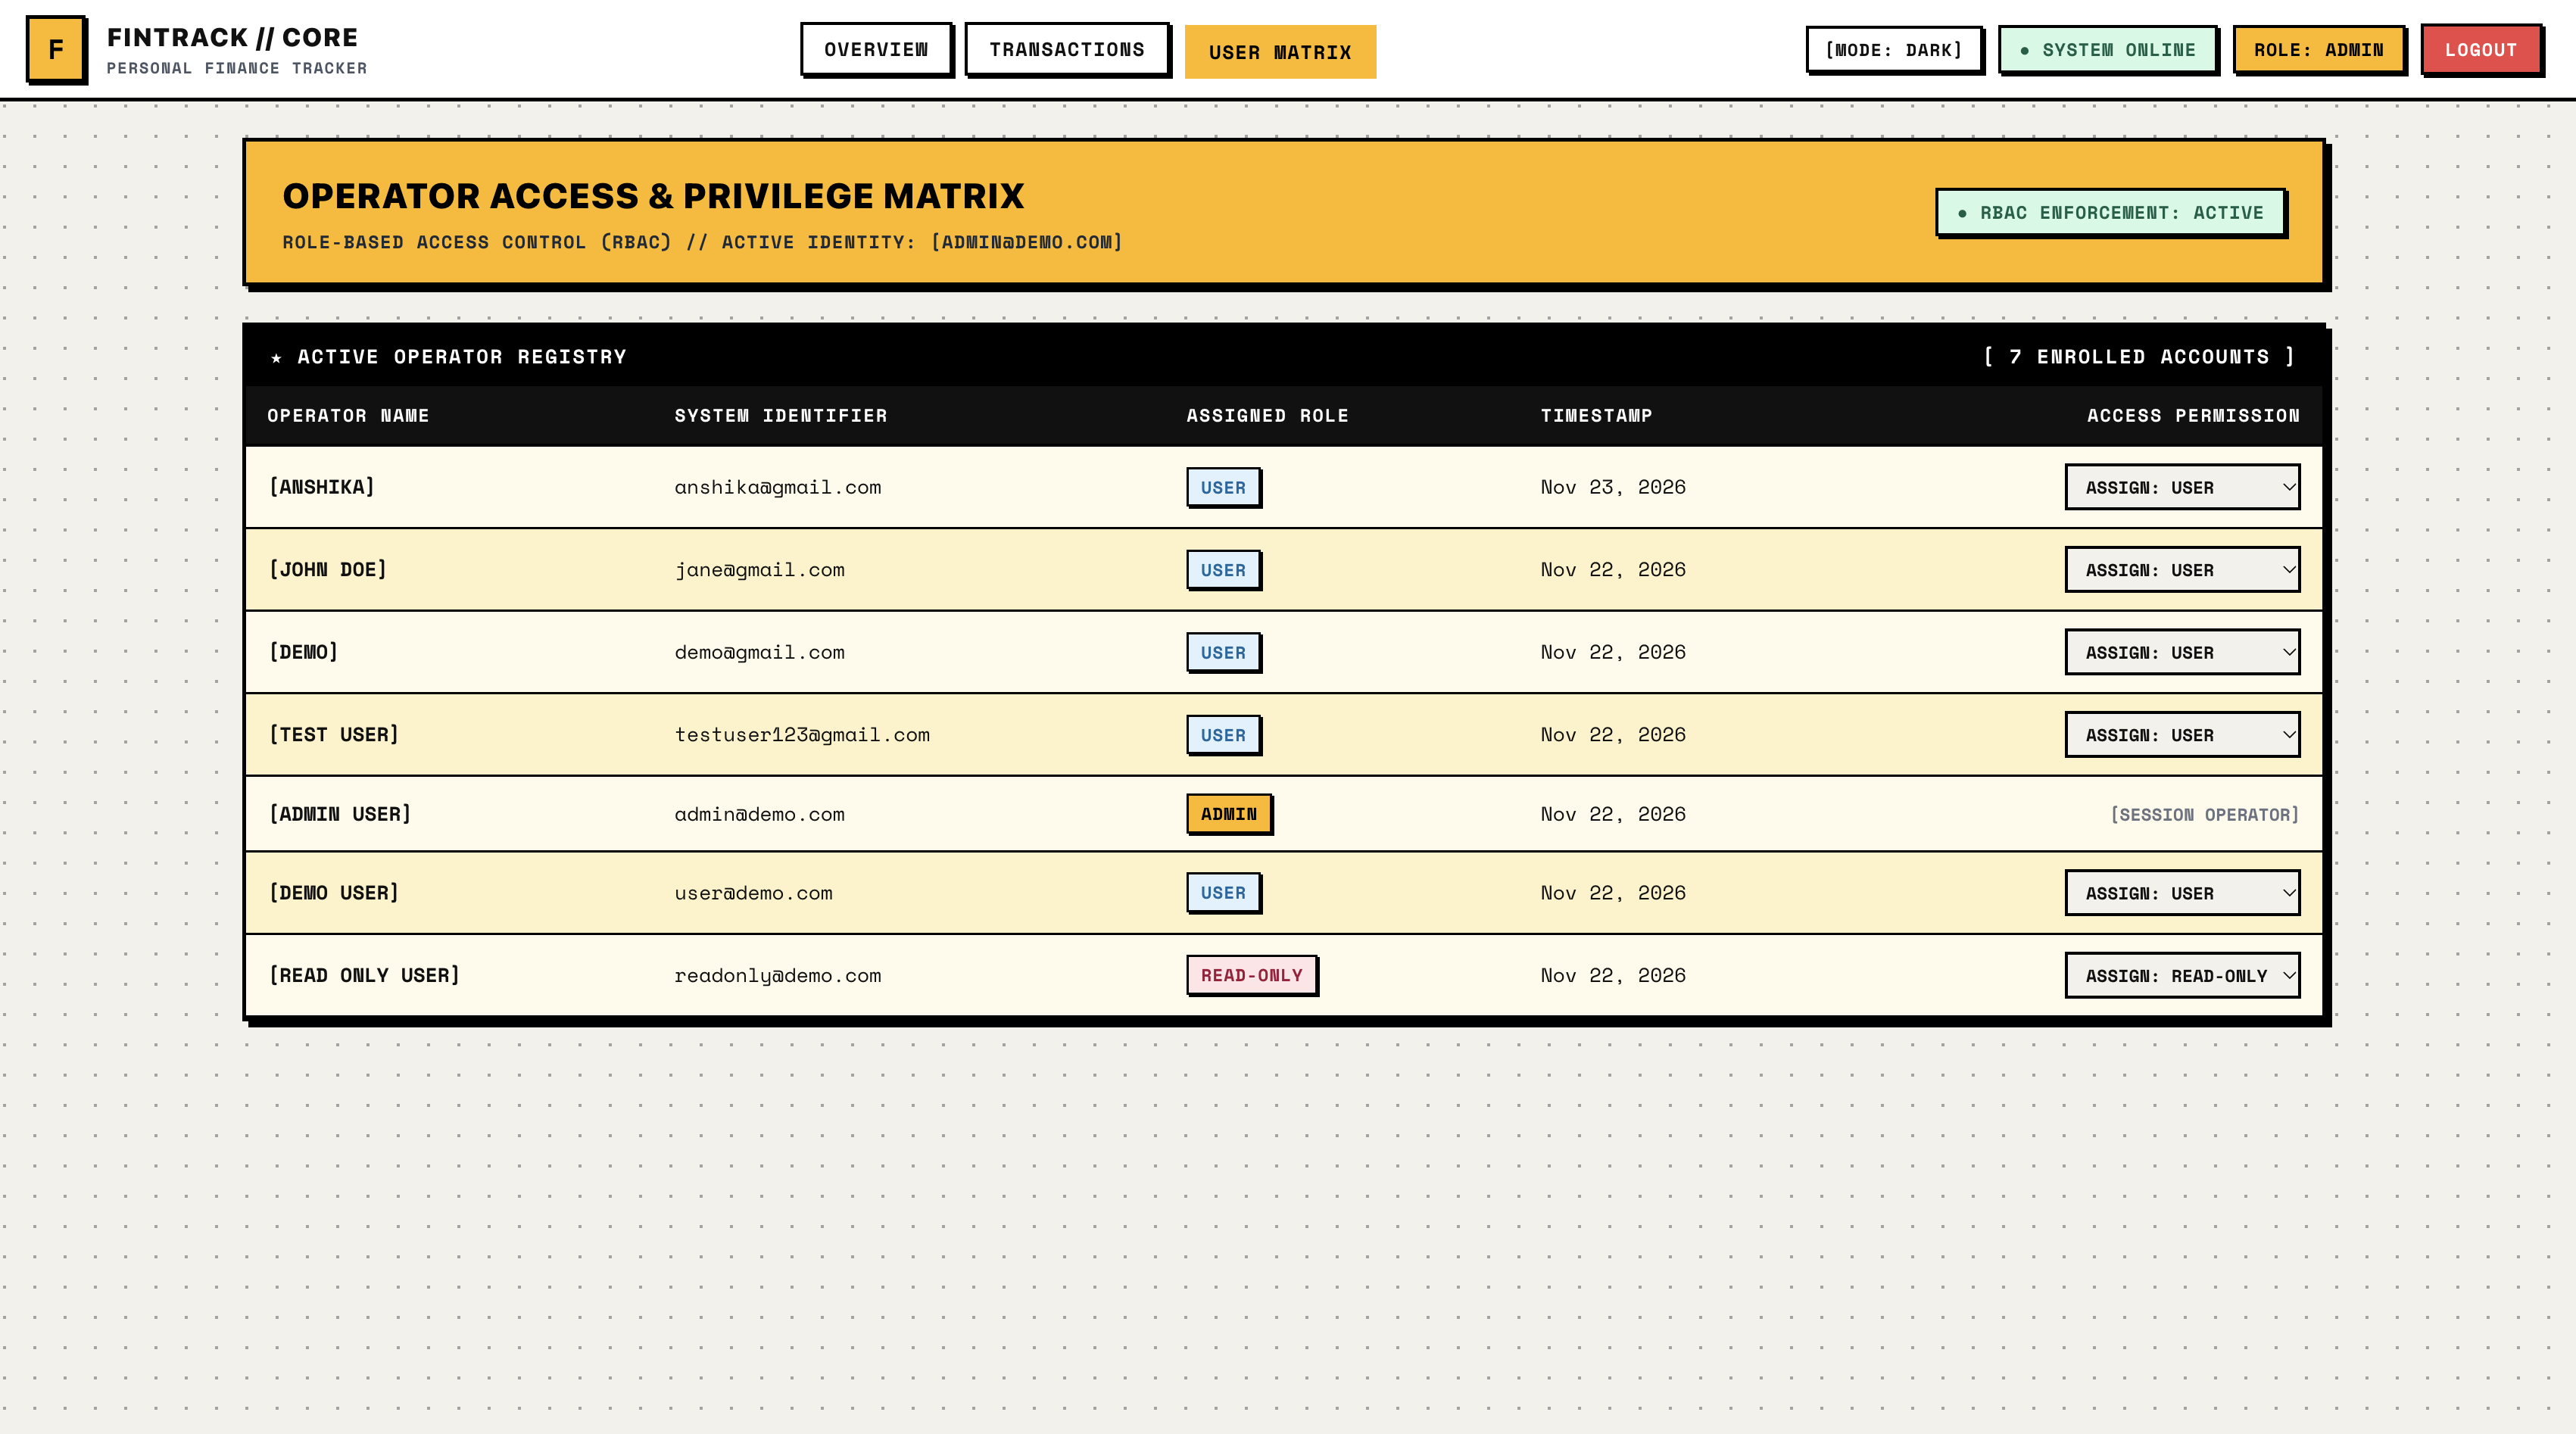 F
FINTRACK // CORE
PERSONAL FINANCE TRACKER
OVERVIEW
TRANSACTIONS
USER MATRIX
[MODE: DARK]
● SYSTEM ONLINE
ROLE: ADMIN
LOGOUT
OPERATOR ACCESS & PRIVILEGE MATRIX
ROLE-BASED ACCESS CONTROL (RBAC) // ACTIVE IDENTITY: [ADMIN@DEMO.COM]
● RBAC ENFORCEMENT: ACTIVE
★ ACTIVE OPERATOR REGISTRY [ 7 ENROLLED ACCOUNTS ]
OPERATOR NAME SYSTEM IDENTIFIER ASSIGNED ROLE TIMESTAMP ACCESS PERMISSION
[ANSHIKA] anshika@gmail.com USER Nov 23, 2026 ASSIGN: USER
[JOHN DOE] jane@gmail.com USER Nov 22, 2026 ASSIGN: USER
[DEMO] demo@gmail.com USER Nov 22, 2026 ASSIGN: USER
[TEST USER] testuser123@gmail.com USER Nov 22, 2026 ASSIGN: USER
[ADMIN USER] admin@demo.com ADMIN Nov 22, 2026 [SESSION OPERATOR]
[DEMO USER] user@demo.com USER Nov 22, 2026 ASSIGN: USER
[READ ONLY USER] readonly@demo.com READ-ONLY Nov 22, 2026 ASSIGN: READ-ONLY